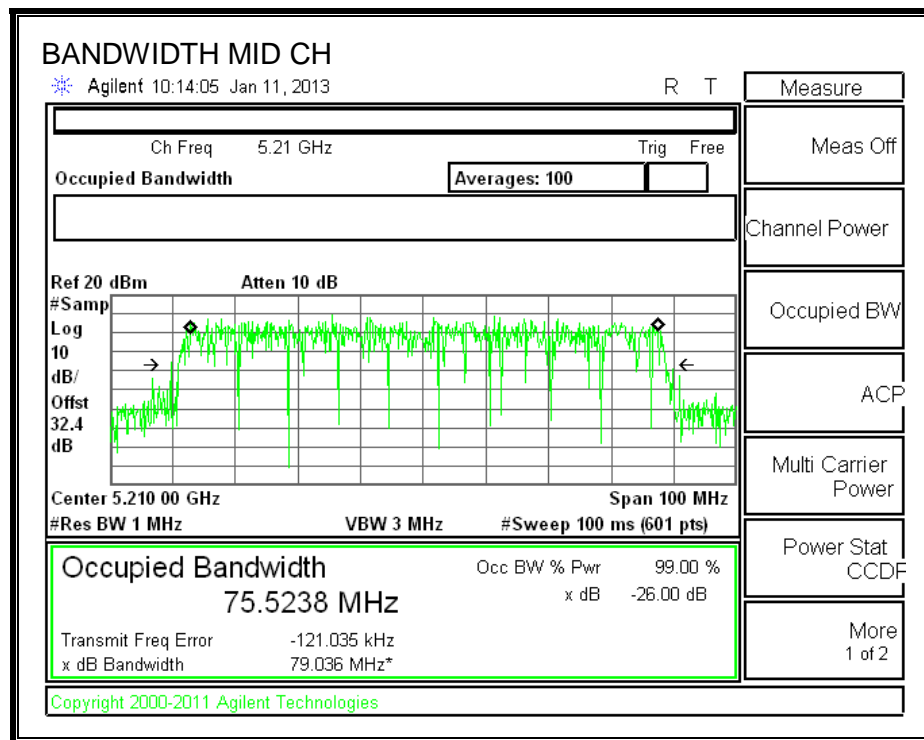 BANDWIDTH MID CH
Agilent 10:14:05 Jan 11, 2013 R T
Measure
Ch Freq 5.21 GHz Trig Free
Meas Off
Occupied Bandwidth Averages: 100
Channel Power
Ref 20 dBm Atten 10 dB
#Samp
Log
10
dB/
Offst
32.4
dB
Occupied BW
ACP
Center 5.210 00 GHz Span 100 MHz
#Res BW 1 MHz VBW 3 MHz #Sweep 100 ms (601 pts)
Multi Carrier
Power
Occupied Bandwidth Occ BW % Pwr 99.00 %
75.5238 MHz x dB -26.00 dB
Power Stat
CCDF
Transmit Freq Error -121.035 kHz
x dB Bandwidth 79.036 MHz*
More
1 of 2
Copyright 2000-2011 Agilent Technologies